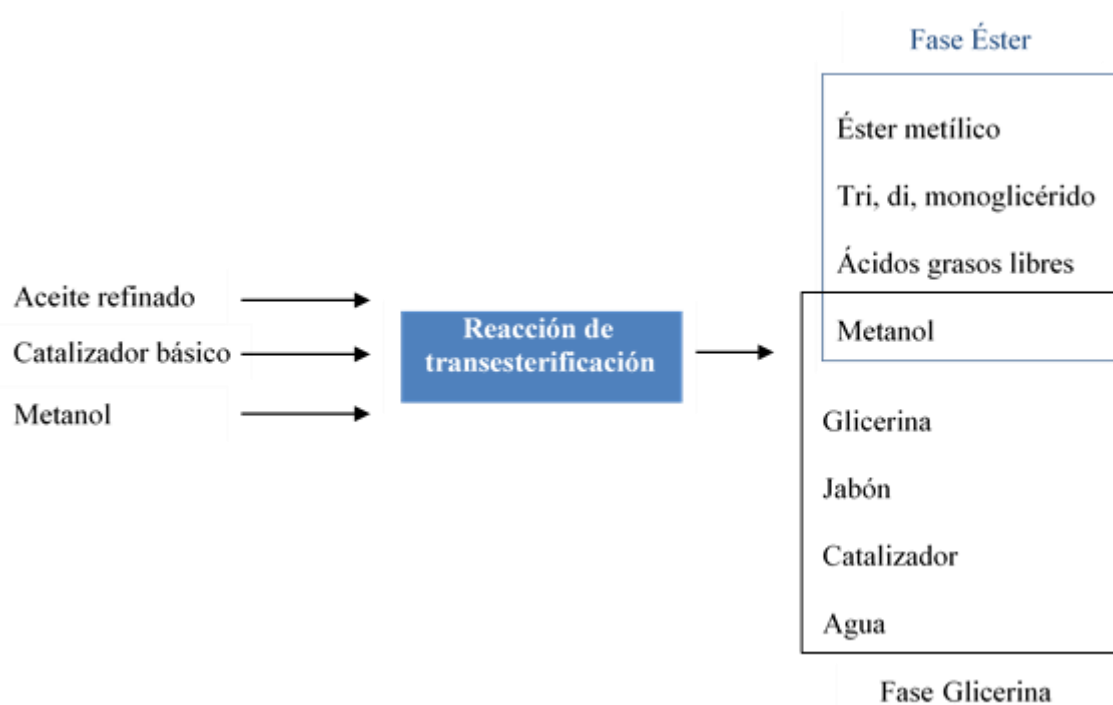 Fase Éster
Éster metílico
Tri, di, monoglicérido
Ácidos grasos libres
Aceite refinado
Catalizador básico
Metanol
Reacción de
transesterificación
Metanol
Glicerina
Jabón
Catalizador
Agua
Fase Glicerina